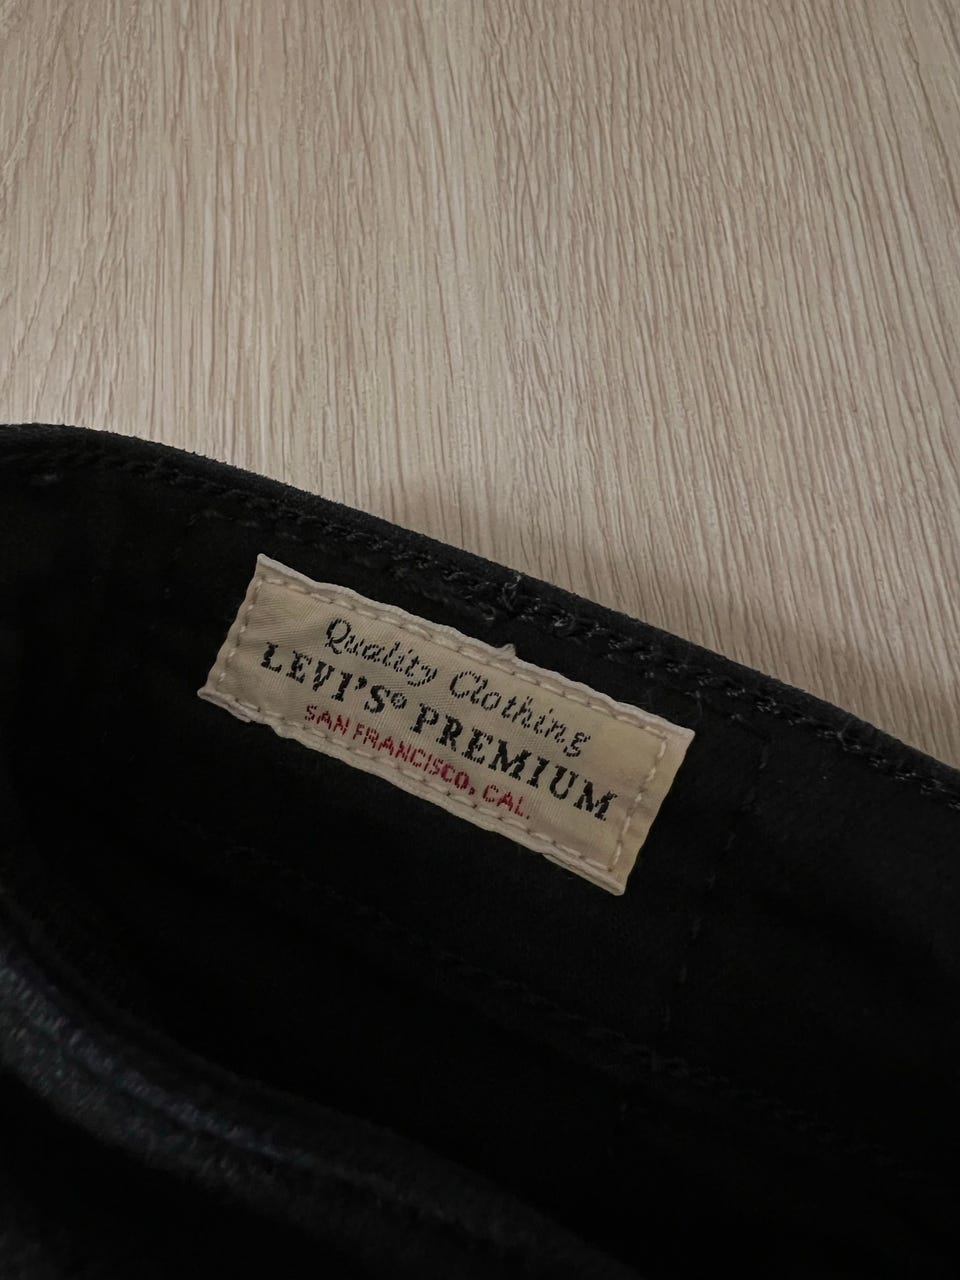 Quality Clothing
LEVI'S® PREMIUM
SAN FRANCISCO, CAL.